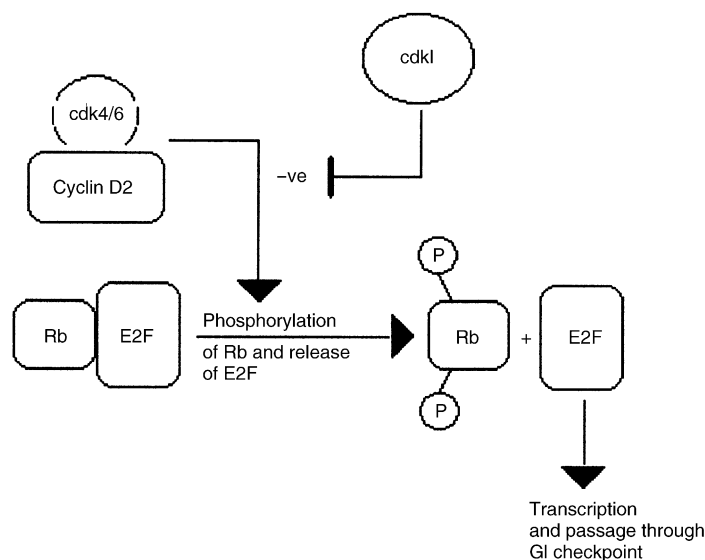 cdkI
cdk4/6
Cyclin D2
−ve
P
Rb
E2F
Phosphorylation
of Rb and release
of E2F
Rb
+
E2F
P
Transcription
and passage through
GI checkpoint